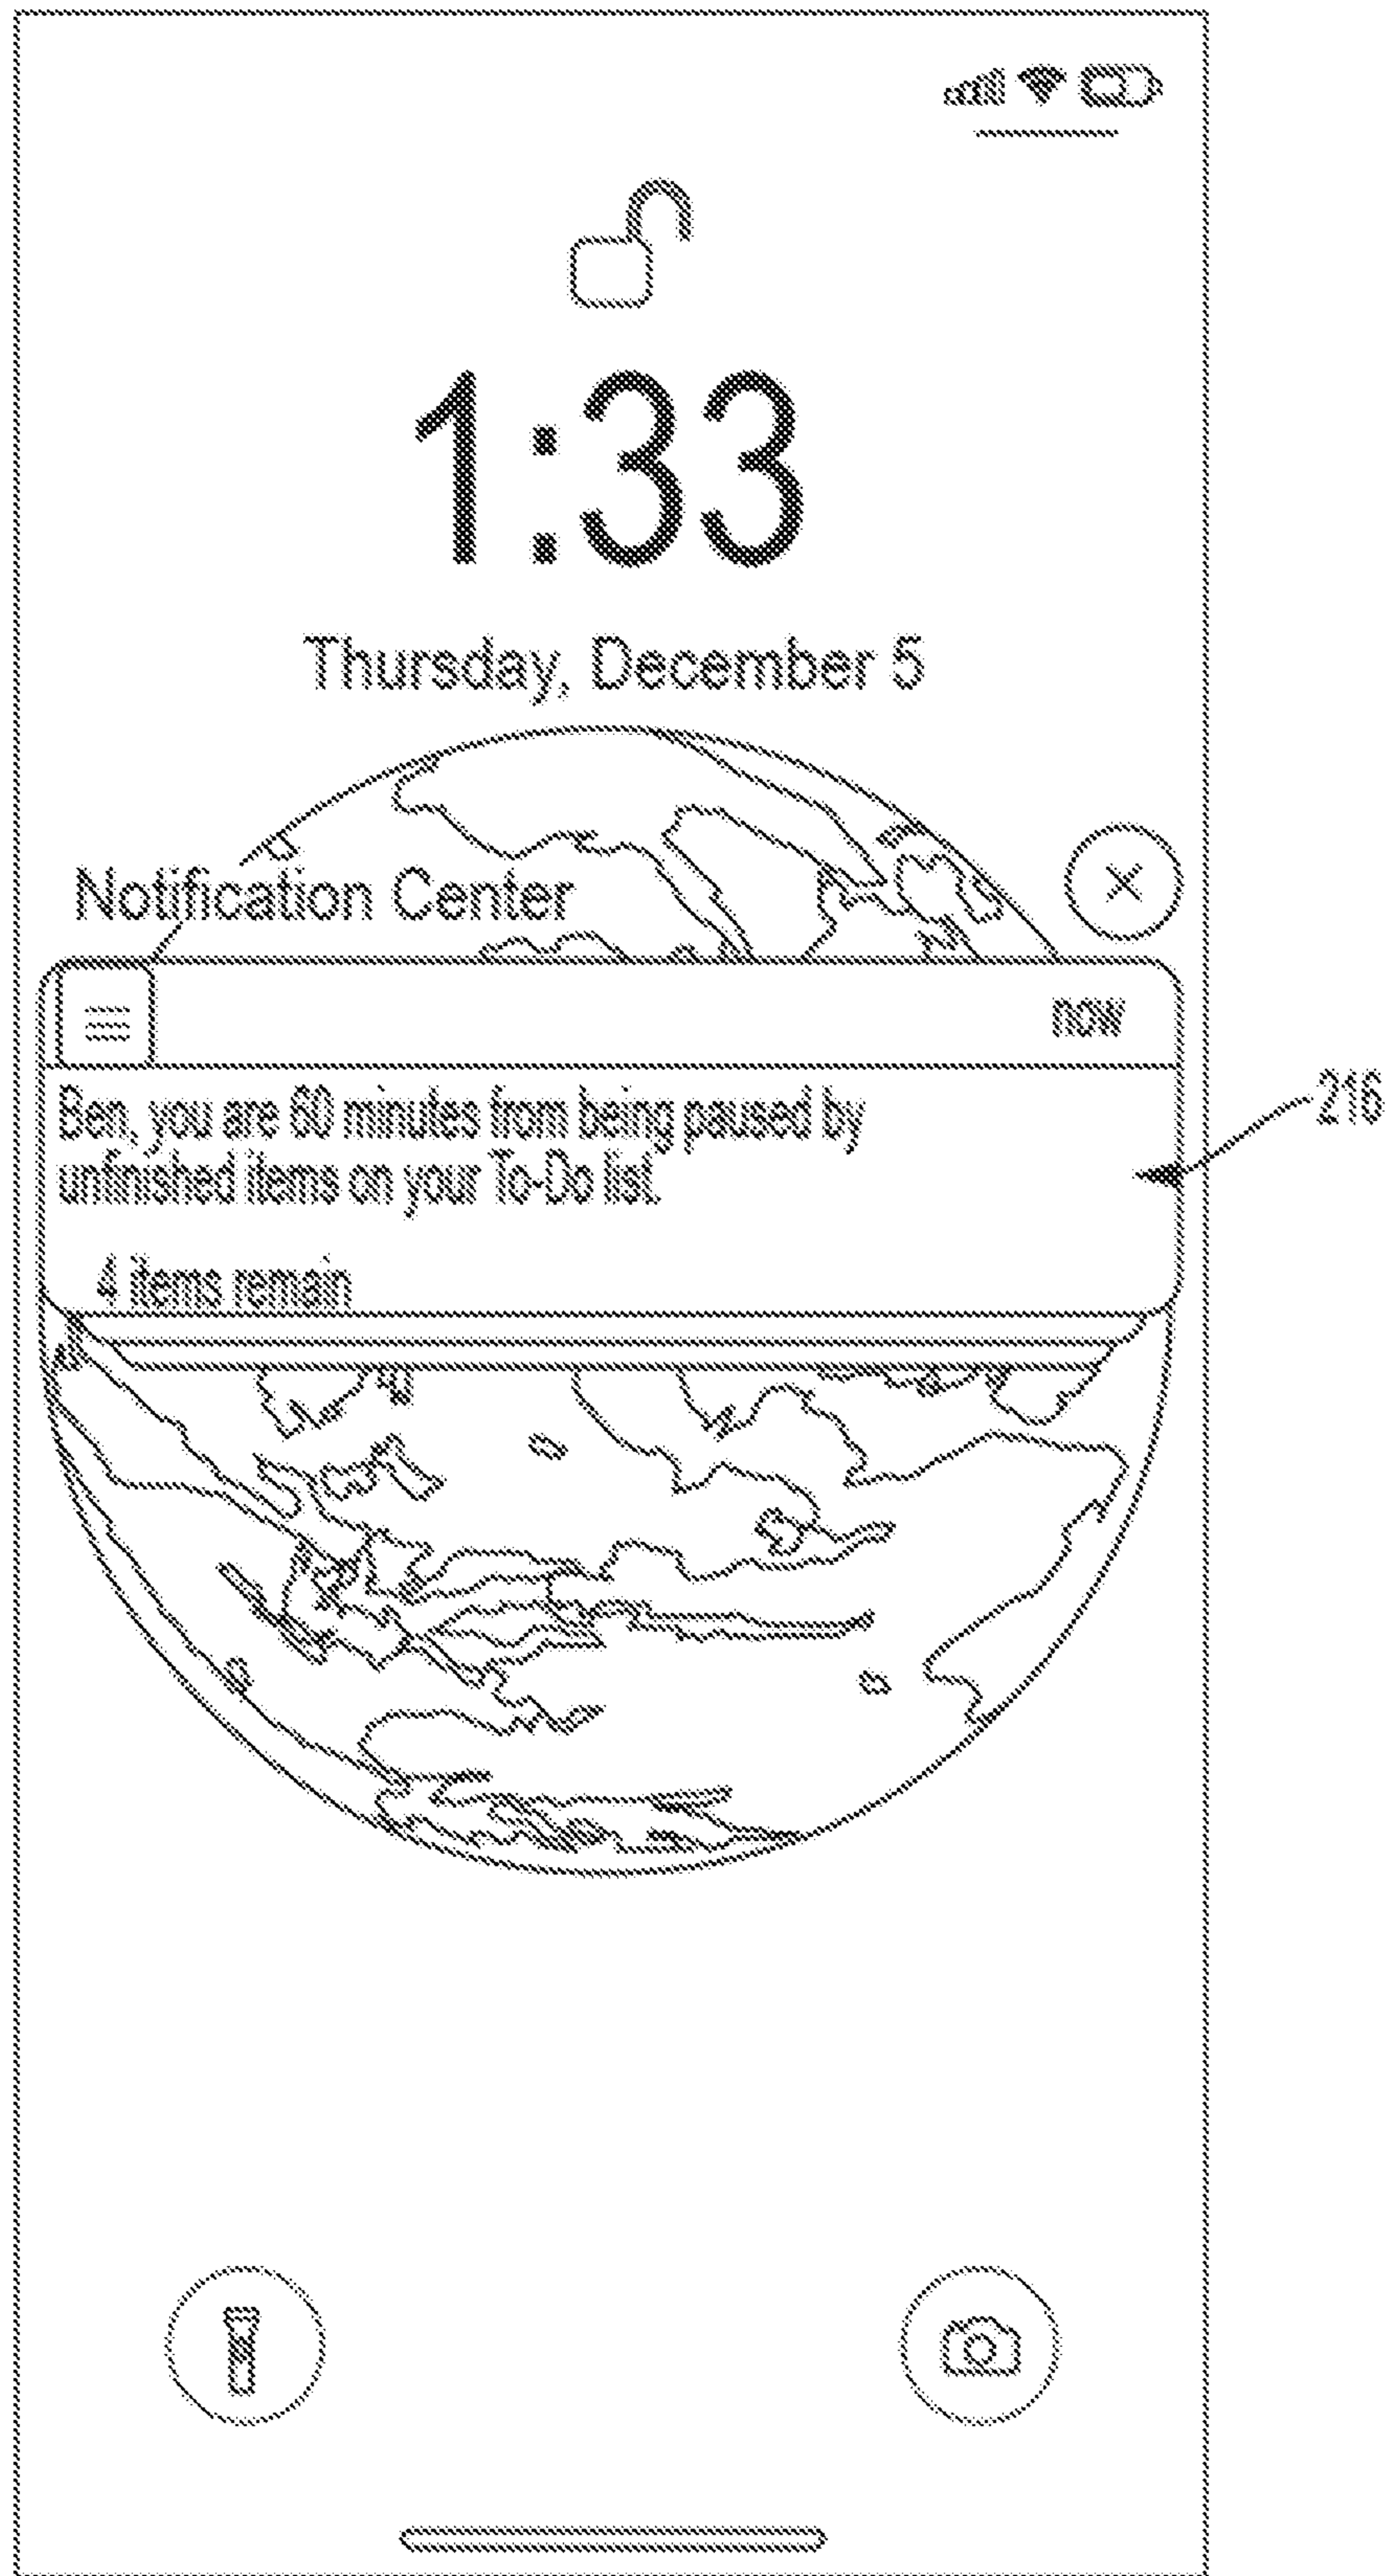 1:33
Thursday, December 5
Notification Center
now
Ben, you are 60 minutes from being paused by
unfinished items on your To-Do list.
4 items remain
216